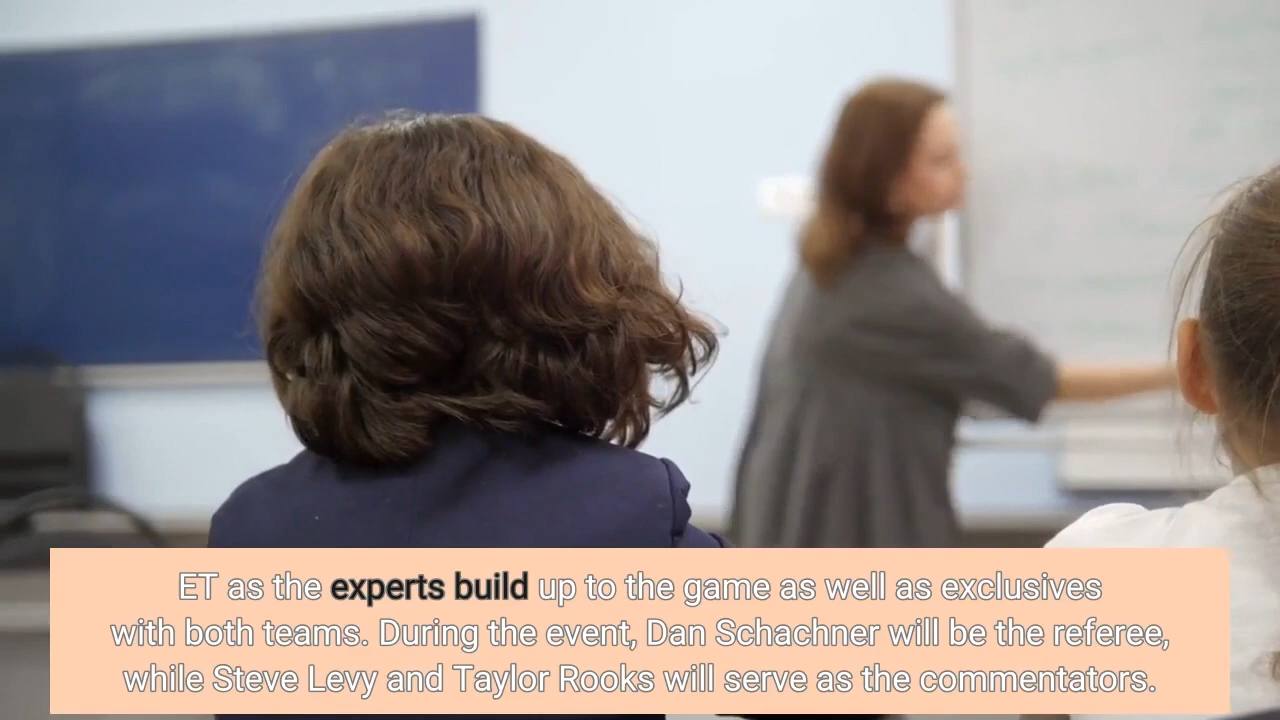 ET as the experts build up to the game as well as exclusives
with both teams. During the event, Dan Schachner will be the referee,
while Steve Levy and Taylor Rooks will serve as the commentators.